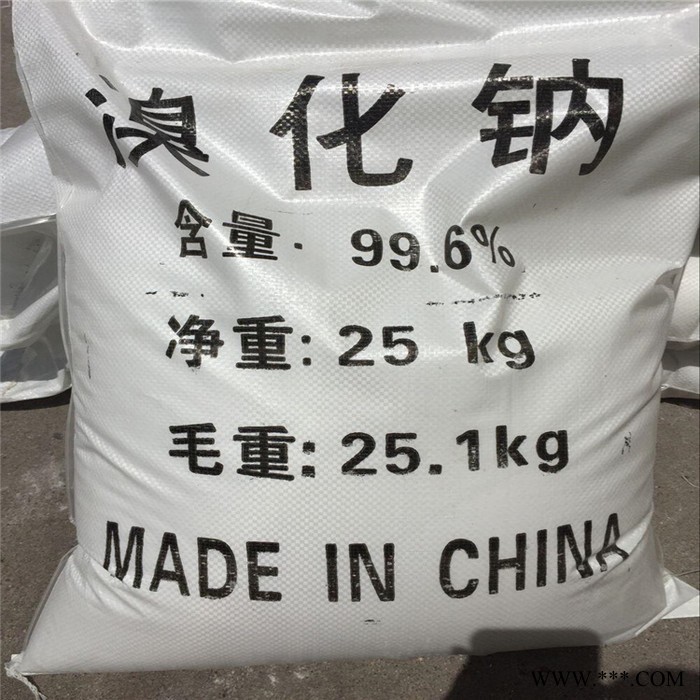 溴化钠
含量: 99.6%
净重: 25 kg
毛重: 25.1kg
MADE IN CHINA
WWW.***.COM